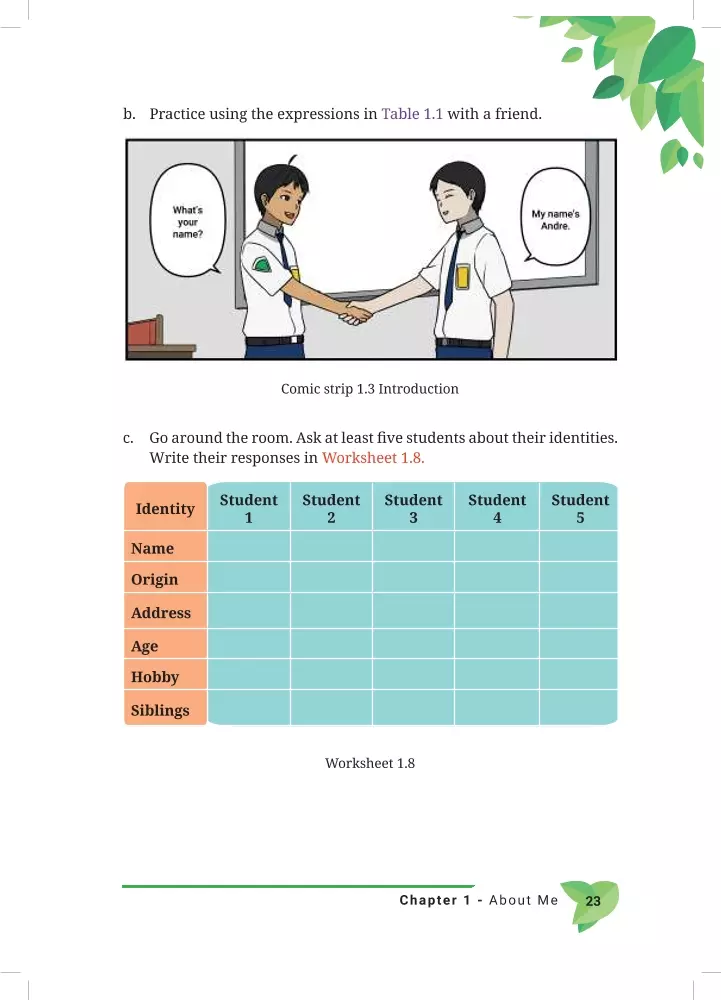 b. Practice using the expressions in Table 1.1 with a friend.
What's
your
name?
My name's
Andre.
Comic strip 1.3 Introduction
c. Go around the room. Ask at least five students about their identities.
Write their responses in Worksheet 1.8.
Identity Student 1 Student 2 Student 3 Student 4 Student 5
Name
Origin
Address
Age
Hobby
Siblings
Worksheet 1.8
Chapter 1 - About Me 23